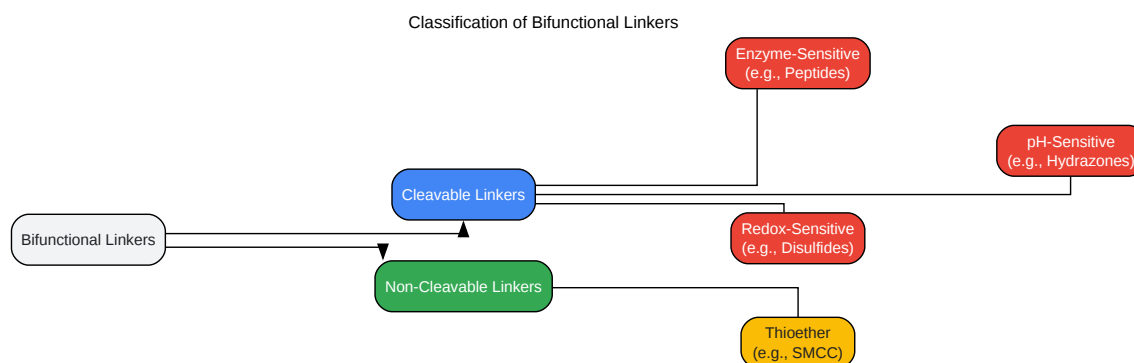 Classification of Bifunctional Linkers
Enzyme-Sensitive
(e.g., Peptides)
pH-Sensitive
(e.g., Hydrazones)
Cleavable Linkers
Redox-Sensitive
(e.g., Disulfides)
Bifunctional Linkers
Non-Cleavable Linkers
Thioether
(e.g., SMCC)